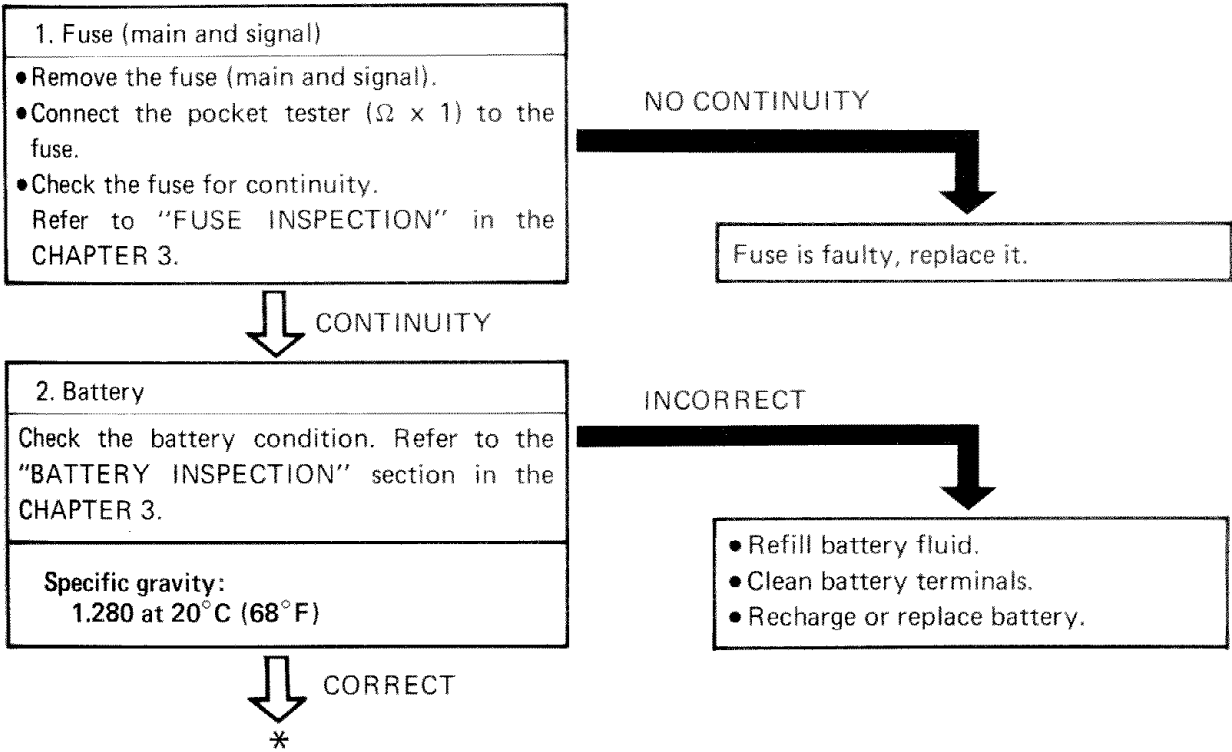 1. Fuse (main and signal)
●Remove the fuse (main and signal).
●Connect the pocket tester (Ω x 1) to the
fuse.
●Check the fuse for continuity.
Refer to "FUSE INSPECTION" in the
CHAPTER 3.
NO CONTINUITY
Fuse is faulty, replace it.
CONTINUITY
2. Battery
Check the battery condition. Refer to the
"BATTERY INSPECTION" section in the
CHAPTER 3.
Specific gravity:
1.280 at 20°C (68°F)
INCORRECT
● Refill battery fluid.
● Clean battery terminals.
● Recharge or replace battery.
CORRECT
*